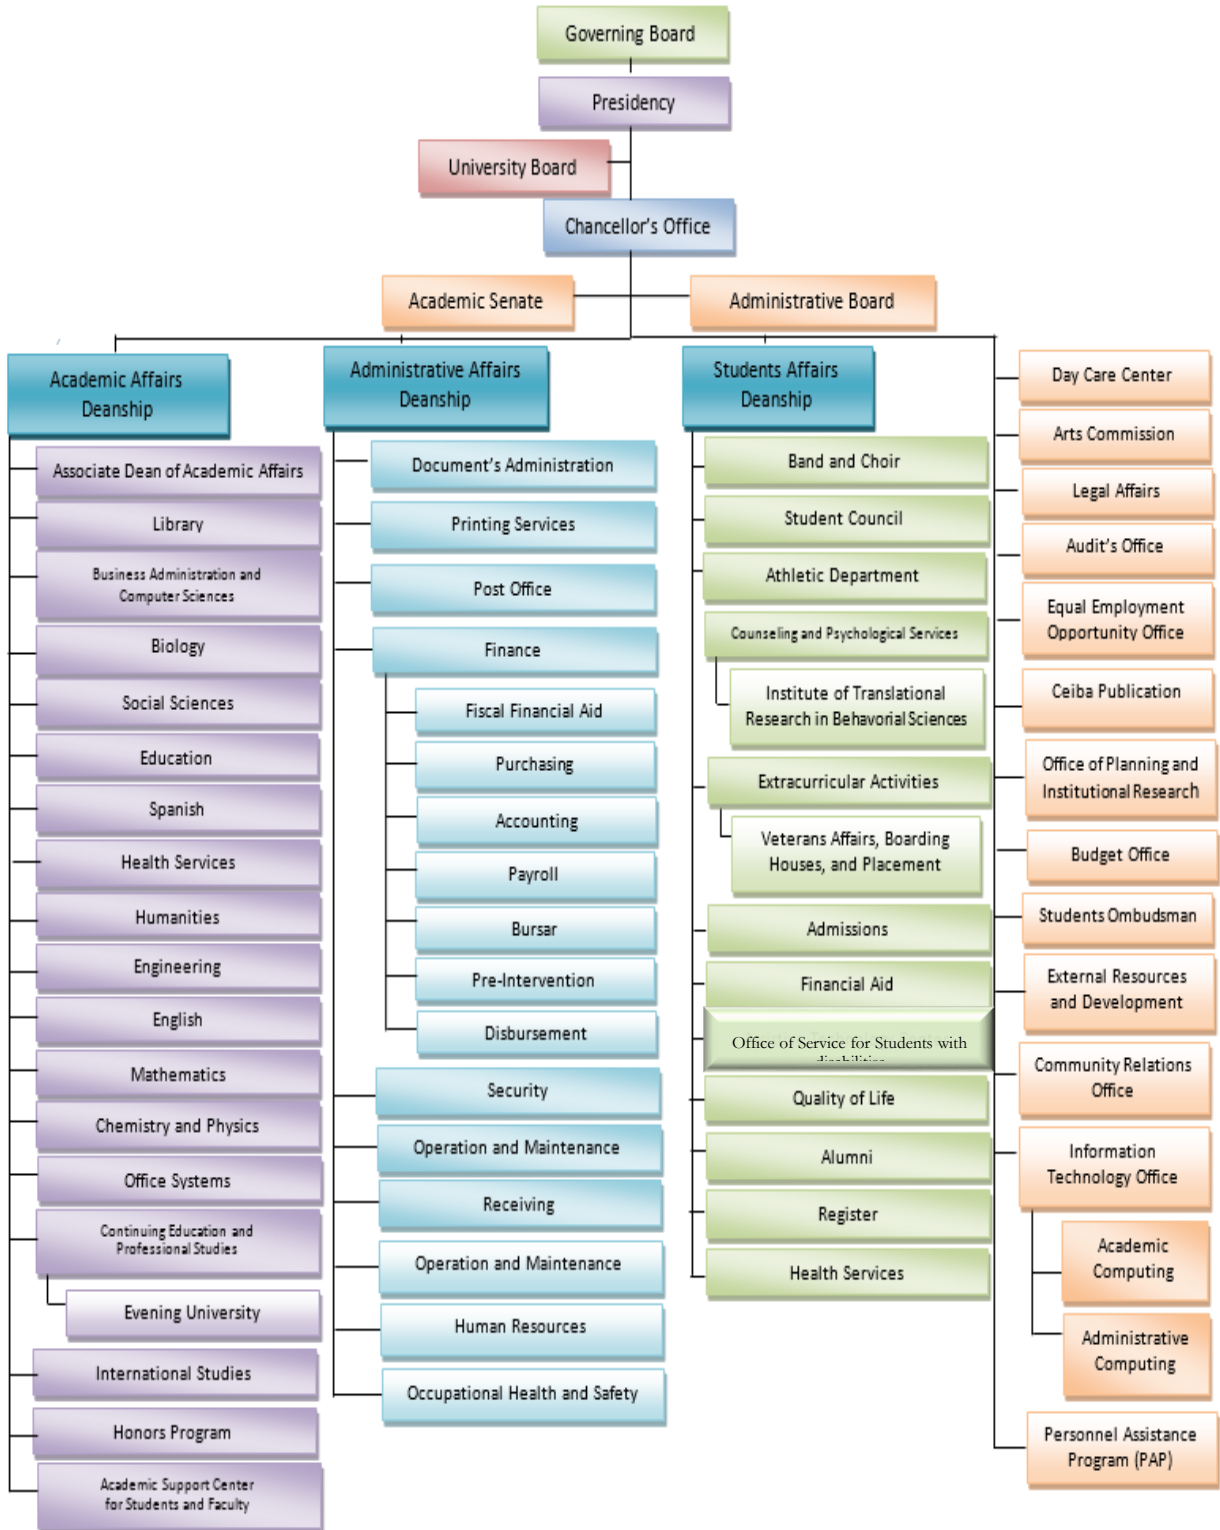 Governing Board
Presidency
University Board
Chancellor's Office
Academic Senate
Administrative Board
Academic Affairs
Deanship
Associate Dean of Academic Affairs
Library
Business Administration and
Computer Sciences
Biology
Social Sciences
Education
Spanish
Health Services
Humanities
Engineering
English
Mathematics
Chemistry and Physics
Office Systems
Continuing Education and
Professional Studies
Evening University
International Studies
Honors Program
Academic Support Center
for Students and Faculty
Administrative Affairs
Deanship
Document's Administration
Printing Services
Post Office
Finance
Fiscal Financial Aid
Purchasing
Accounting
Payroll
Bursar
Pre-Intervention
Disbursement
Security
Operation and Maintenance
Receiving
Operation and Maintenance
Human Resources
Occupational Health and Safety
Students Affairs
Deanship
Band and Choir
Student Council
Athletic Department
Counseling and Psychological Services
Institute of Translational
Research in Behavorial Sciences
Extracurricular Activities
Veterans Affairs, Boarding
Houses, and Placement
Admissions
Financial Aid
Office of Service for Students with
disabilities
Quality of Life
Alumni
Register
Health Services
Day Care Center
Arts Commission
Legal Affairs
Audit's Office
Equal Employment
Opportunity Office
Ceiba Publication
Office of Planning and
Institutional Research
Budget Office
Students Ombudsman
External Resources
and Development
Community Relations
Office
Information
Technology Office
Academic
Computing
Administrative
Computing
Personnel Assistance
Program (PAP)